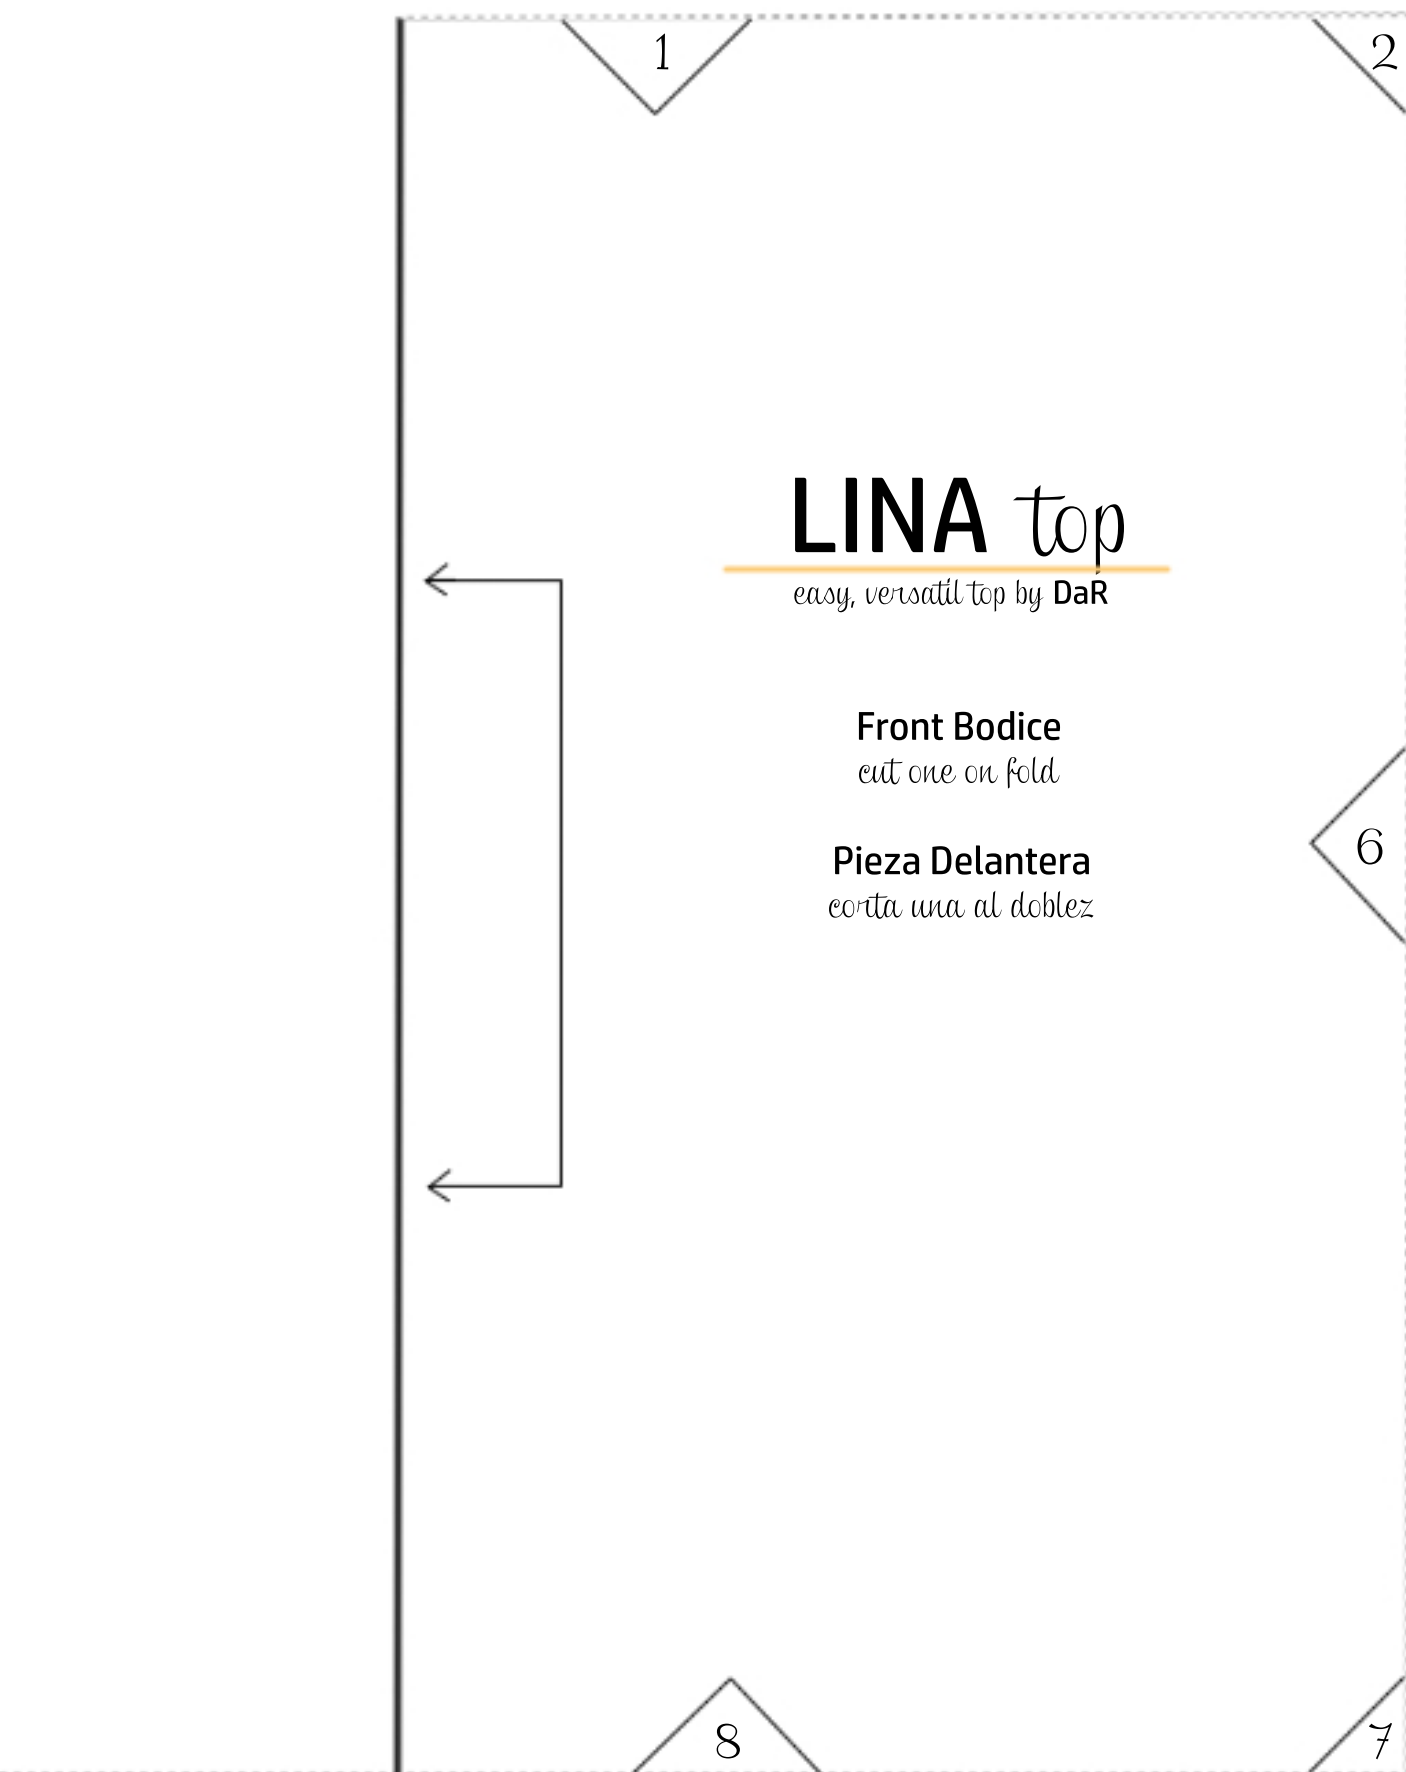 1
2
LINA top
easy, versatil top by DaR
Front Bodice
cut one on fold
6
Pieza Delantera
corta una al doblez
8
7